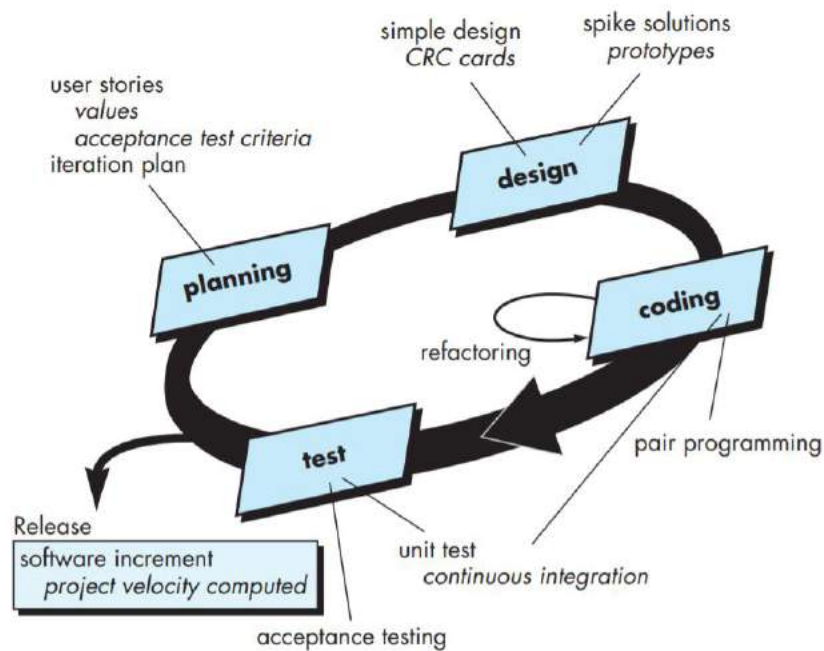 simple design
CRC cards
spike solutions
prototypes
user stories
values
acceptance test criteria
iteration plan
design
planning
coding
refactoring
test
pair programming
Release
software increment
project velocity computed
unit test
continuous integration
acceptance testing